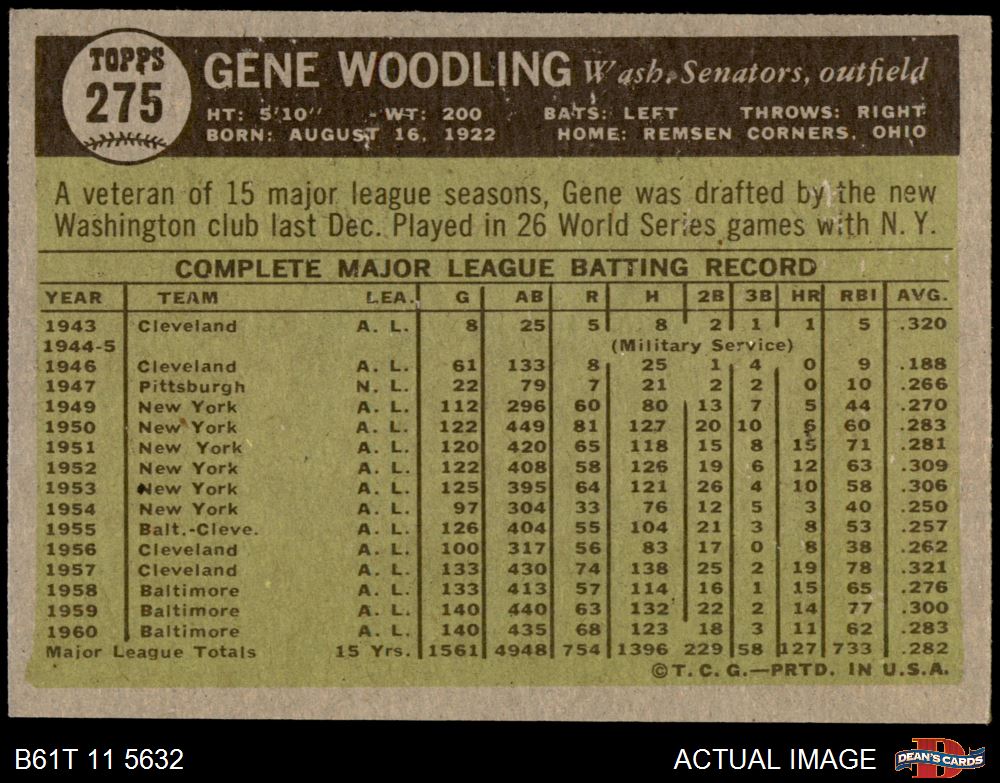 TOPPS
275
GENE WOODLING Wash. Senators, outfield
HT: 5'10" WT: 200 BATS: LEFT THROWS: RIGHT
BORN: AUGUST 16, 1922 HOME: REMSEN CORNERS, OHIO
A veteran of 15 major league seasons, Gene was drafted by the new
Washington club last Dec. Played in 26 World Series games with N. Y.
COMPLETE MAJOR LEAGUE BATTING RECORD
YEAR TEAM LEA. G AB R H 2B 3B HR RBI AVG.
1943 Cleveland A. L. 8 25 5 8 2 1 1 5 .320
1944-5 (Military Service)
1946 Cleveland A. L. 61 133 8 25 1 4 0 9 .188
1947 Pittsburgh N. L. 22 79 7 21 2 2 0 10 .266
1949 New York A. L. 112 296 60 80 13 7 5 44 .270
1950 New York A. L. 122 449 81 127 20 10 6 60 .283
1951 New York A. L. 120 420 65 118 15 8 15 71 .281
1952 New York A. L. 122 408 58 126 19 6 12 63 .309
1953 New York A. L. 125 395 64 121 26 4 10 58 .306
1954 New York A. L. 97 304 33 76 12 5 3 40 .250
1955 Balt.-Cleve. A. L. 126 404 55 104 21 3 8 53 .257
1956 Cleveland A. L. 100 317 56 83 17 0 8 38 .262
1957 Cleveland A. L. 133 430 74 138 25 2 19 78 .321
1958 Baltimore A. L. 133 413 57 114 16 1 15 65 .276
1959 Baltimore A. L. 140 440 63 132 22 2 14 77 .300
1960 Baltimore A. L. 140 435 68 123 18 3 11 62 .283
Major League Totals 15 Yrs. 1561 4948 754 1396 229 58 127 733 .282
©T. C. G.—PRTD. IN U.S.A.
B61T 11 5632 ACTUAL IMAGE D DEAN'S CARDS